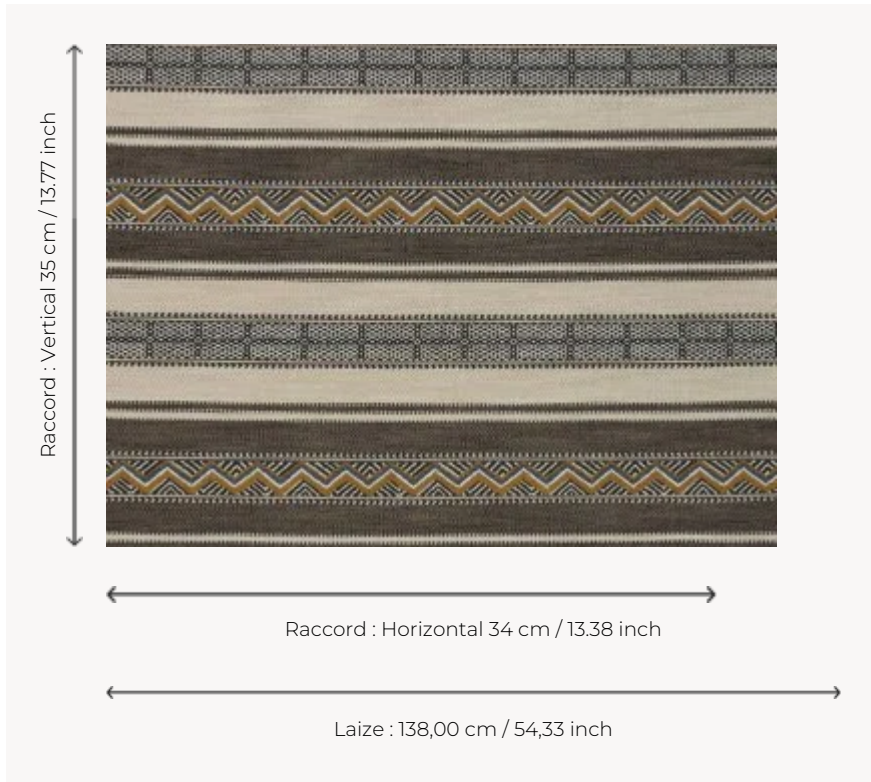 Raccord : Vertical 35 cm / 13.77 inch
Raccord : Horizontal 34 cm / 13.38 inch
Laize : 138,00 cm / 54,33 inch